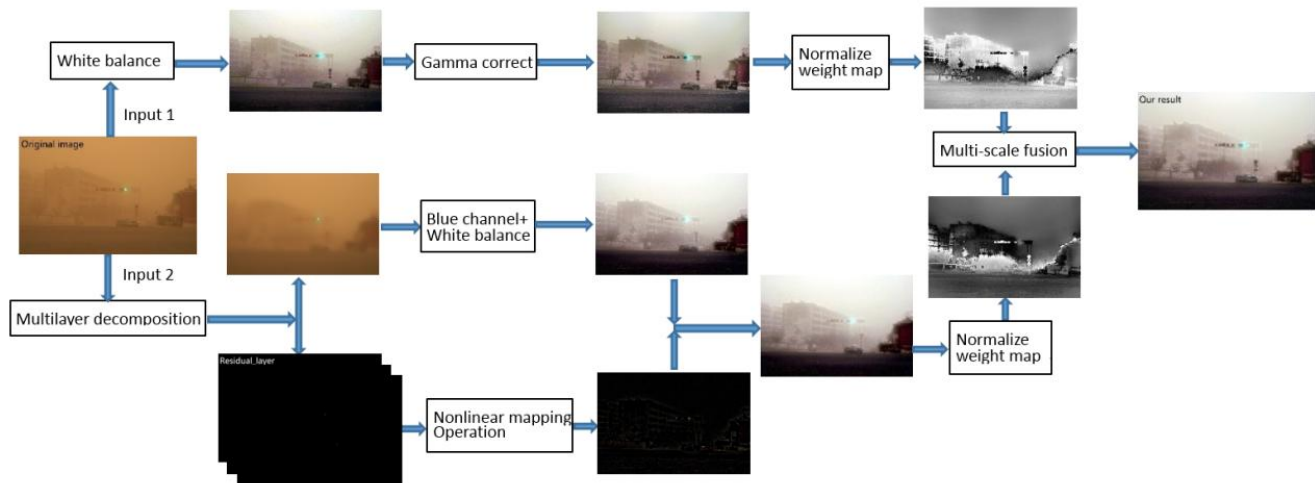 White balance
Gamma correct
Normalize
weight map
Input 1
Original image
Our result
Multi-scale fusion
Blue channel+
White balance
Input 2
Multilayer decomposition
Residual_layer
Nonlinear mapping
Operation
Normalize
weight map